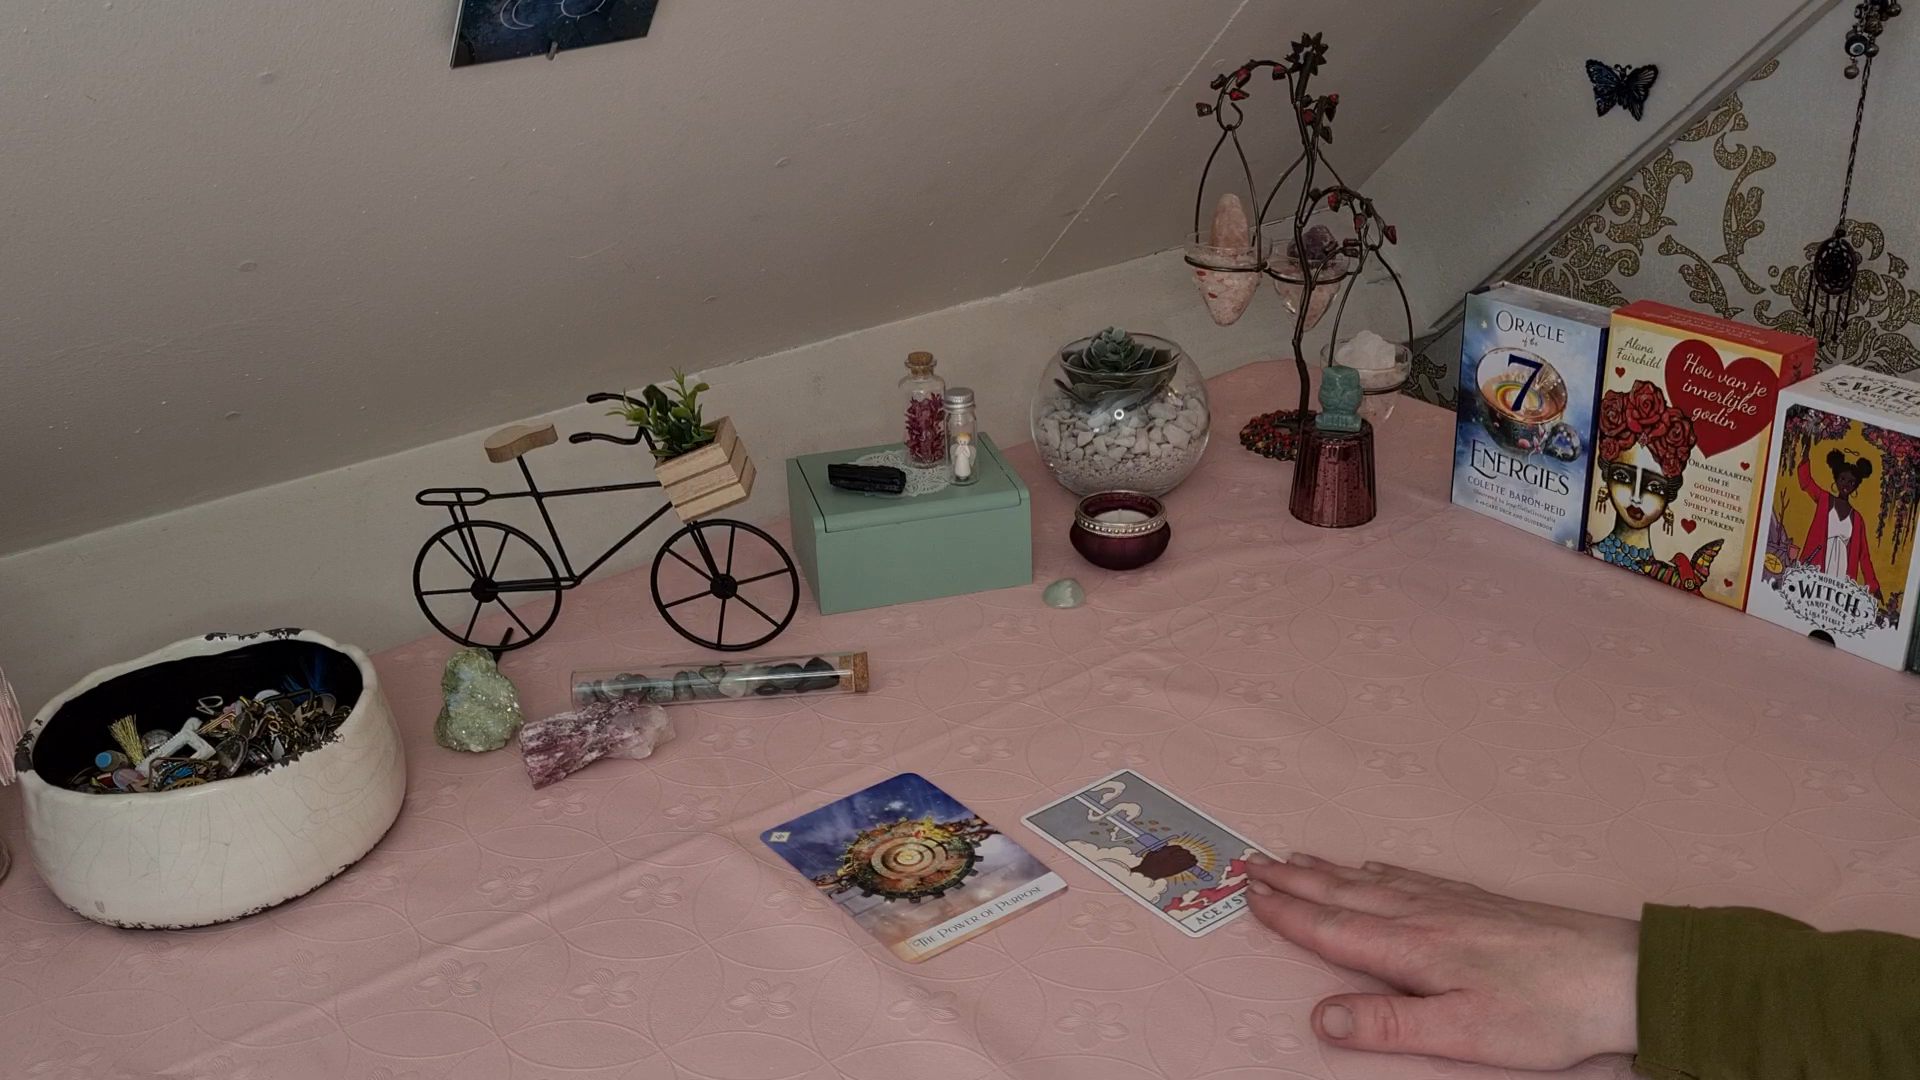 ORACLE
of the
7
ENERGIES
COLETTE BARON-REID
Alana
Fairchild
Hou van je
innerlijke
godin
ORAKELKAARTEN
OM JE
GODDELIJKE
VROUWELIJKE
SPIRIT TE LATEN
ONTWAKEN
MODERN
WITCH
TAROT DECK
THE POWER OF PURPOSE
ACE of S